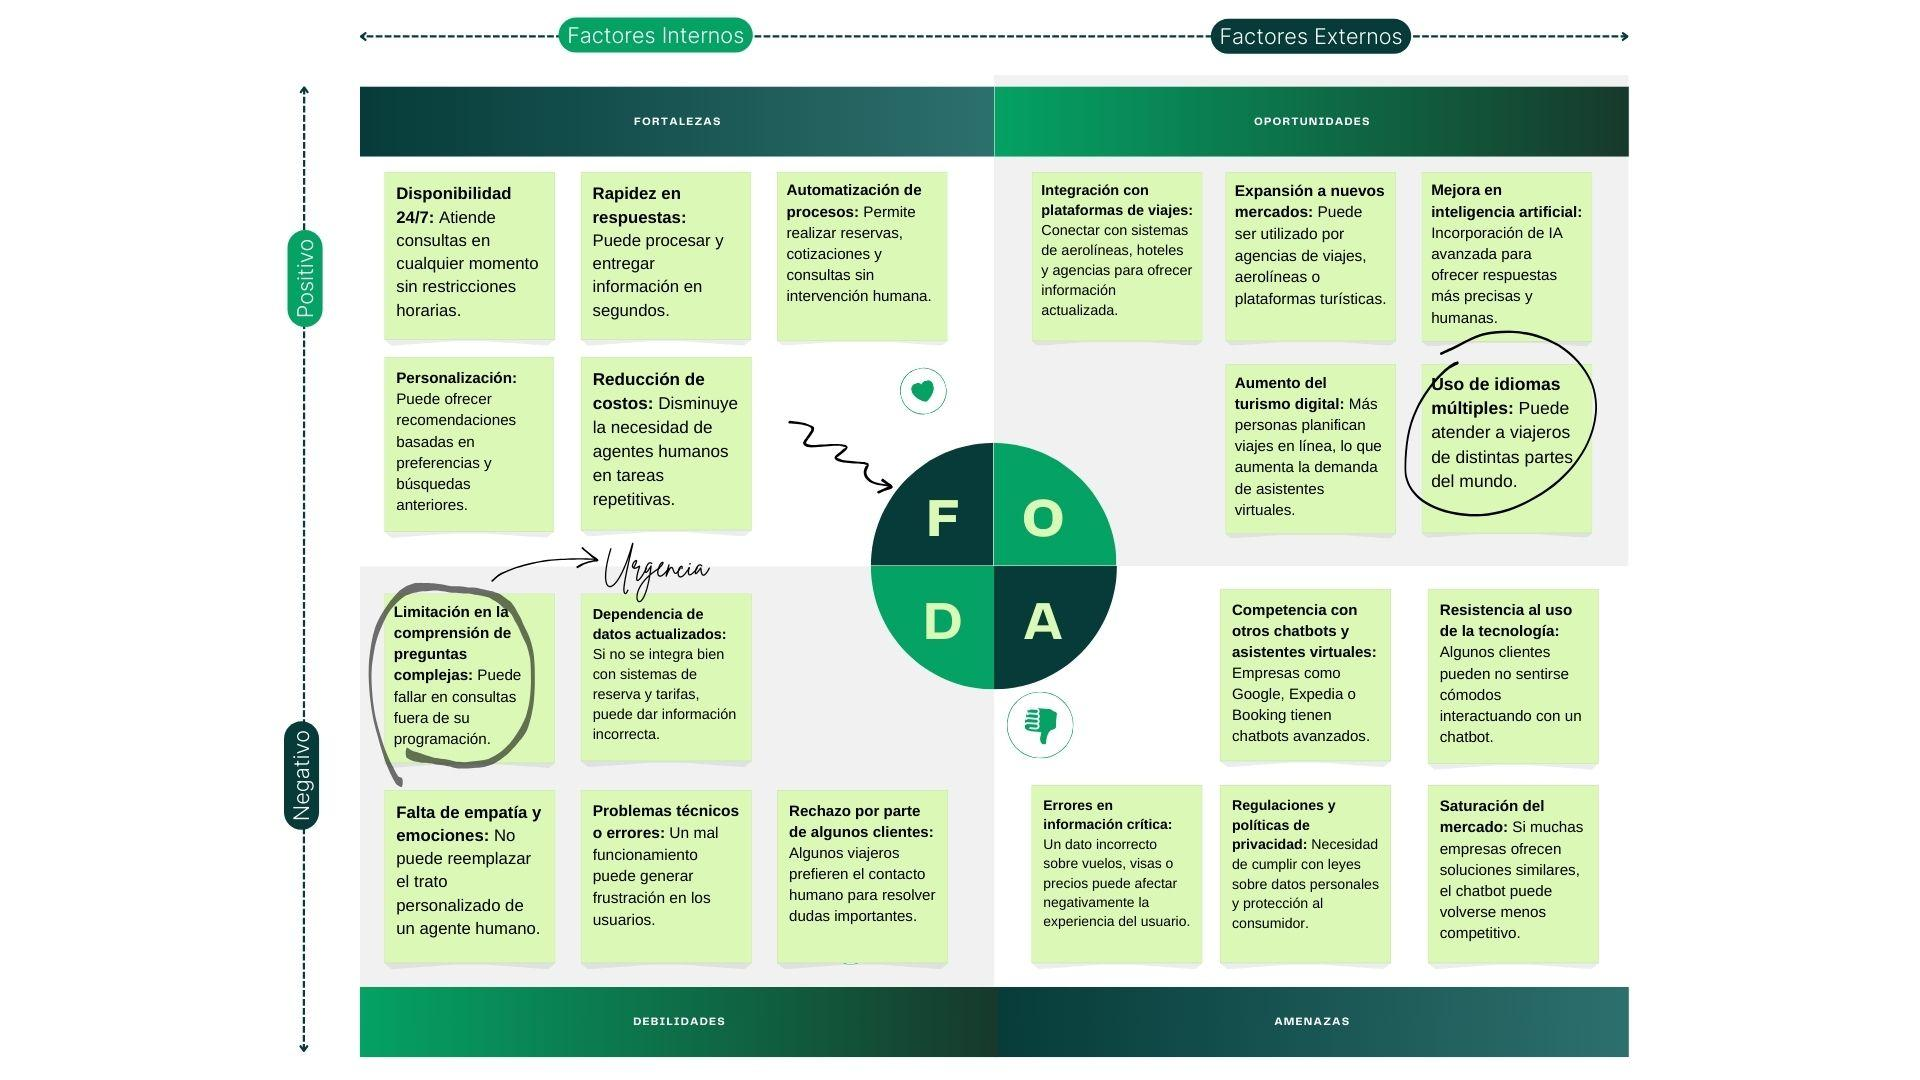 Factores Internos
Factores Externos
Positivo
Negativo
FORTALEZAS
Disponibilidad
24/7: Atiende
consultas en
cualquier momento
sin restricciones
horarias.
Rapidez en
respuestas:
Puede procesar y
entregar
información en
segundos.
Automatización de
procesos: Permite
realizar reservas,
cotizaciones y
consultas sin
intervención humana.
Personalización:
Puede ofrecer
recomendaciones
basadas en
preferencias y
búsquedas
anteriores.
Reducción de
costos: Disminuye
la necesidad de
agentes humanos
en tareas
repetitivas.
OPORTUNIDADES
Integración con
plataformas de viajes:
Conectar con sistemas
de aerolíneas, hoteles
y agencias para ofrecer
información
actualizada.
Expansión a nuevos
mercados: Puede
ser utilizado por
agencias de viajes,
aerolíneas o
plataformas turísticas.
Mejora en
inteligencia artificial:
Incorporación de IA
avanzada para
ofrecer respuestas
más precisas y
humanas.
Aumento del
turismo digital: Más
personas planifican
viajes en línea, lo que
aumenta la demanda
de asistentes
virtuales.
Uso de idiomas
múltiples: Puede
atender a viajeros
de distintas partes
del mundo.
F
O
D
A
Urgencia
Limitación en la
comprensión de
preguntas
complejas: Puede
fallar en consultas
fuera de su
programación.
Dependencia de
datos actualizados:
Si no se integra bien
con sistemas de
reserva y tarifas,
puede dar información
incorrecta.
Falta de empatía y
emociones: No
puede reemplazar
el trato
personalizado de
un agente humano.
Problemas técnicos
o errores: Un mal
funcionamiento
puede generar
frustración en los
usuarios.
Rechazo por parte
de algunos clientes:
Algunos viajeros
prefieren el contacto
humano para resolver
dudas importantes.
DEBILIDADES
Competencia con
otros chatbots y
asistentes virtuales:
Empresas como
Google, Expedia o
Booking tienen
chatbots avanzados.
Resistencia al uso
de la tecnología:
Algunos clientes
pueden no sentirse
cómodos
interactuando con un
chatbot.
Errores en
información crítica:
Un dato incorrecto
sobre vuelos, visas o
precios puede afectar
negativamente la
experiencia del usuario.
Regulaciones y
políticas de
privacidad: Necesidad
de cumplir con leyes
sobre datos personales
y protección al
consumidor.
Saturación del
mercado: Si muchas
empresas ofrecen
soluciones similares,
el chatbot puede
volverse menos
competitivo.
AMENAZAS